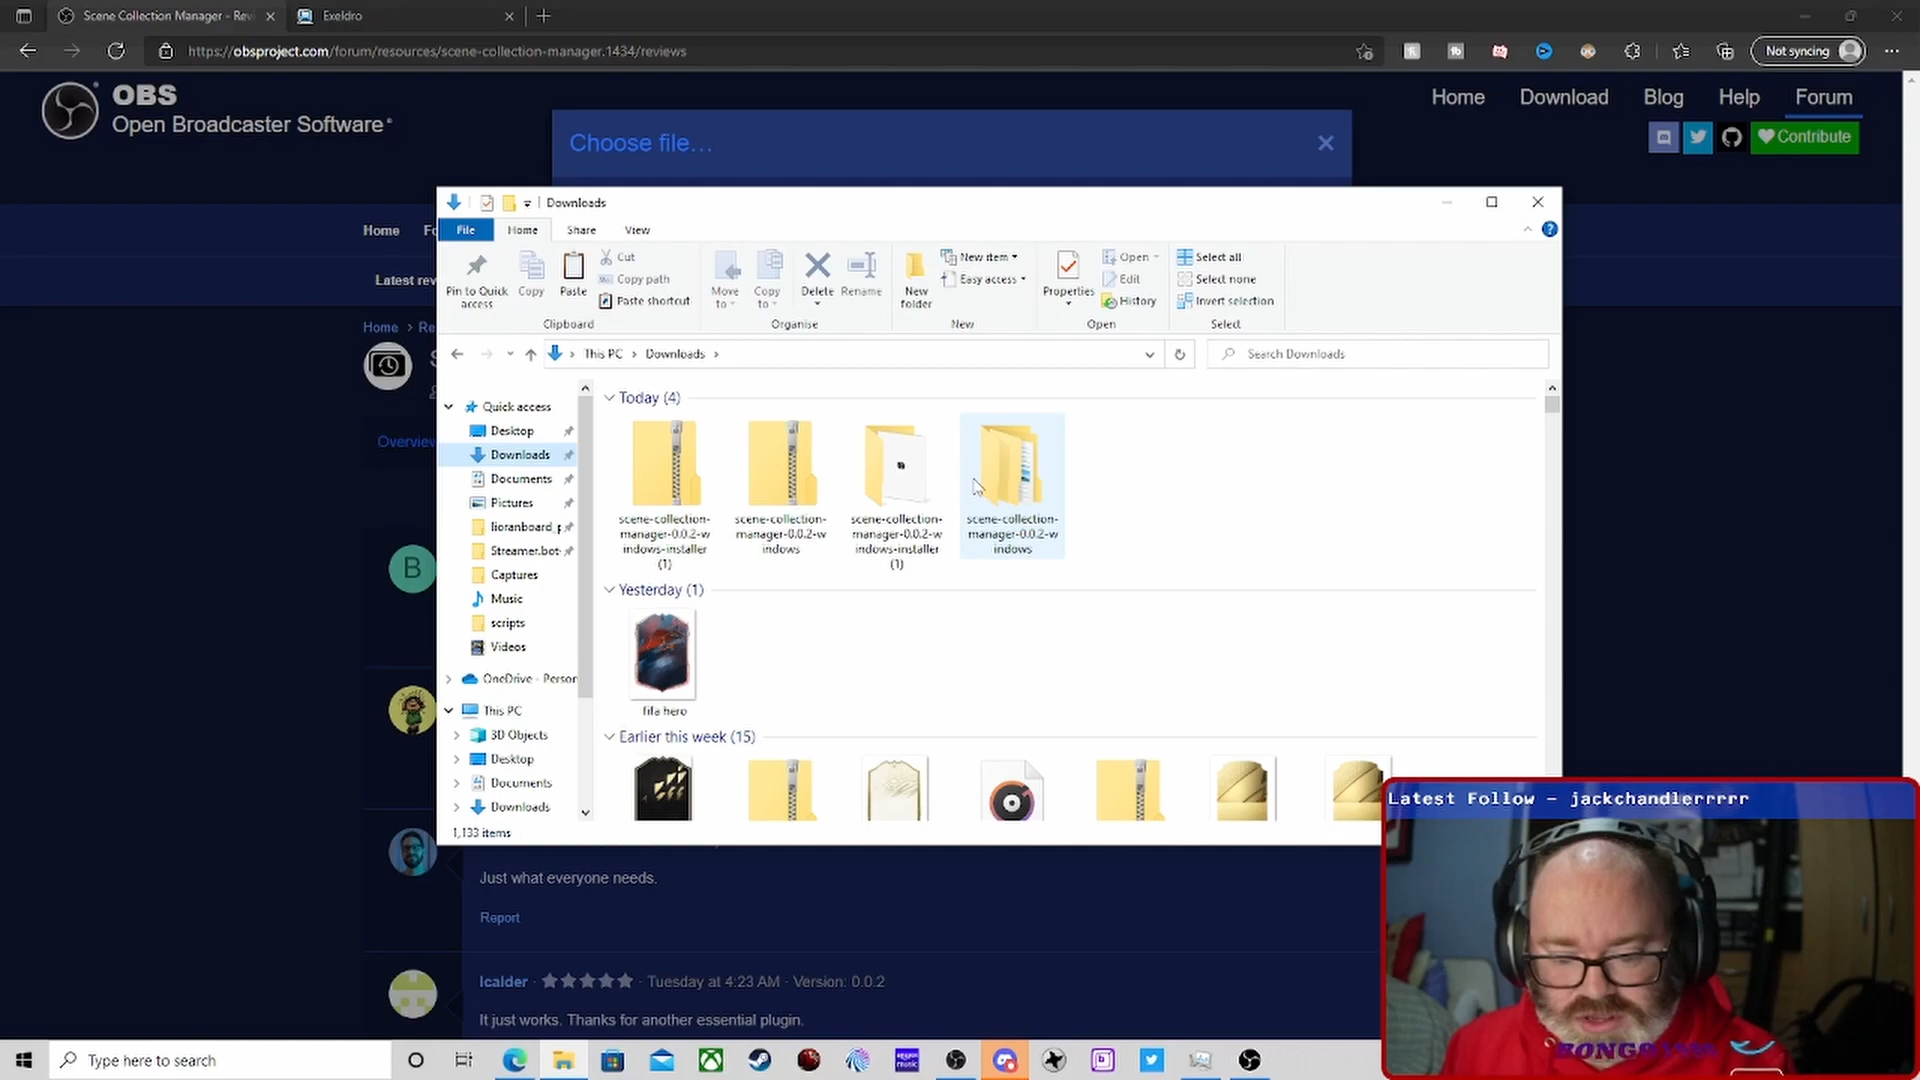 Scene Collection Manager - Rev
Exeldro
https://obsproject.com/forum/resources/scene-collection-manager.1434/reviews
Not syncing
OBS
Open Broadcaster Software
Home Download Blog Help Forum
Contribute
Choose file…
Home Fo
Latest rev
Home › Re
S
Overview
Downloads
File Home Share View
Pin to Quick access
Copy
Paste
Cut
Copy path
Paste shortcut
Clipboard
Move to
Copy to
Delete
Rename
Organise
New folder
New item
Easy access
New
Properties
Open
Edit
History
Open
Select all
Select none
Invert selection
Select
This PC › Downloads ›
Search Downloads
Quick access
Desktop
Downloads
Documents
Pictures
lioranboard_p
Streamer.bot-
Captures
Music
scripts
Videos
OneDrive - Person
This PC
3D Objects
Desktop
Documents
Downloads
Today (4)
scene-collection-manager-0.0.2-windows-installer (1)
scene-collection-manager-0.0.2-windows
scene-collection-manager-0.0.2-windows-installer (1)
scene-collection-manager-0.0.2-windows
Yesterday (1)
fifa hero
Earlier this week (15)
1,133 items
B
Just what everyone needs.
Report
lcalder · Tuesday at 4:23 AM · Version: 0.0.2
It just works. Thanks for another essential plugin.
Latest Follow - jackchandlerrrrr
Type here to search
amazon music